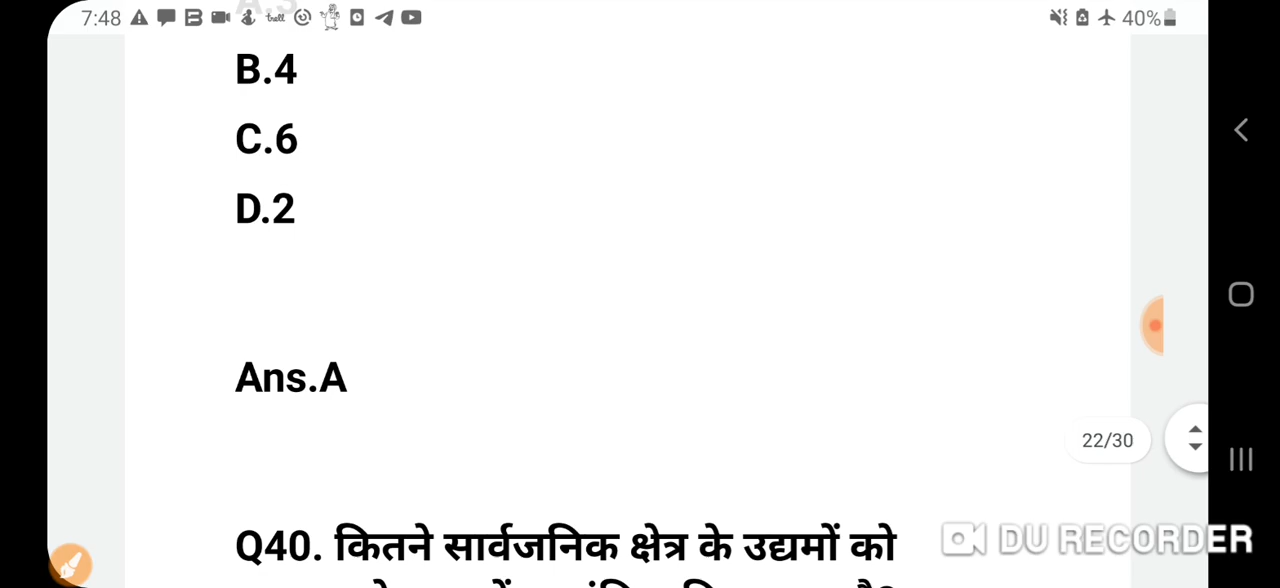 7:48
40%
B.4
C.6
D.2
Ans.A
22/30
Q40. कितने सार्वजनिक क्षेत्र के उद्यमों को
DU RECORDER